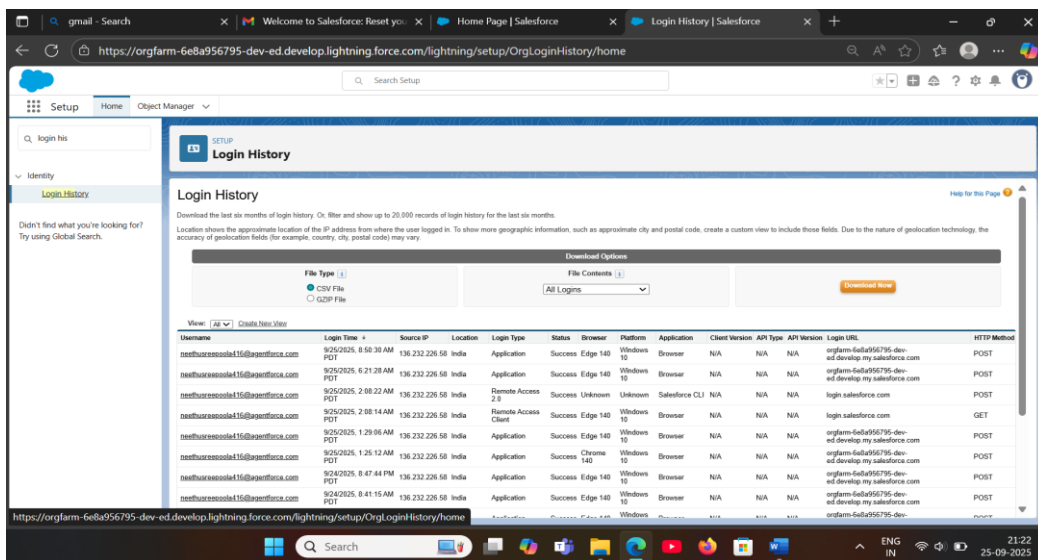 gmail - Search
Welcome to Salesforce: Reset you
Home Page | Salesforce
Login History | Salesforce
https://orgfarm-6e8a956795-dev-ed.develop.lightning.force.com/lightning/setup/OrgLoginHistory/home
Search Setup
Setup Home Object Manager
login his
Identity
Login History
Didn't find what you're looking for?
Try using Global Search.
SETUP
Login History
Login History
Help for this Page
Download the last six months of login history. Or, filter and show up to 20,000 records of login history for the last six months.
Location shows the approximate location of the IP address from where the user logged in. To show more geographic information, such as approximate city and postal code, create a custom view to include those fields. Due to the nature of geolocation technology, the
accuracy of geolocation fields (for example, country, city, postal code) may vary.
Download Options
File Type
CSV File
GZIP File
File Contents
All Logins
Download Now
View: All Create New View
Username Login Time Source IP Location Login Type Status Browser Platform Application Client Version API Type API Version Login URL HTTP Method
neethusreepoola416@agentforce.com 9/25/2025, 8:50:30 AM PDT 136.232.226.58 India Application Success Edge 140 Windows 10 Browser N/A N/A N/A orgfarm-6e8a956795-dev-ed.develop.my.salesforce.com POST
neethusreepoola416@agentforce.com 9/25/2025, 6:21:28 AM PDT 136.232.226.58 India Application Success Edge 140 Windows 10 Browser N/A N/A N/A orgfarm-6e8a956795-dev-ed.develop.my.salesforce.com POST
neethusreepoola416@agentforce.com 9/25/2025, 2:08:22 AM PDT 136.232.226.58 India Remote Access 2.0 Success Unknown Unknown Salesforce CLI N/A N/A N/A login.salesforce.com POST
neethusreepoola416@agentforce.com 9/25/2025, 2:08:14 AM PDT 136.232.226.58 India Remote Access Client Success Edge 140 Windows 10 Browser N/A N/A N/A login.salesforce.com GET
neethusreepoola416@agentforce.com 9/25/2025, 1:29:06 AM PDT 136.232.226.58 India Application Success Edge 140 Windows 10 Browser N/A N/A N/A orgfarm-6e8a956795-dev-ed.develop.my.salesforce.com POST
neethusreepoola416@agentforce.com 9/25/2025, 1:25:12 AM PDT 136.232.226.58 India Application Success Chrome 140 Windows 10 Browser N/A N/A N/A orgfarm-6e8a956795-dev-ed.develop.my.salesforce.com POST
neethusreepoola416@agentforce.com 9/24/2025, 8:47:44 PM PDT 136.232.226.58 India Application Success Edge 140 Windows 10 Browser N/A N/A N/A orgfarm-6e8a956795-dev-ed.develop.my.salesforce.com POST
neethusreepoola416@agentforce.com 9/24/2025, 8:41:15 AM PDT 136.232.226.58 India Application Success Edge 140 Windows 10 Browser N/A N/A N/A orgfarm-6e8a956795-dev-ed.develop.my.salesforce.com POST
Windows orgfarm-6e8a956795-dev-
https://orgfarm-6e8a956795-dev-ed.develop.lightning.force.com/lightning/setup/OrgLoginHistory/home
Search
ENG
IN
21:22
25-09-2025